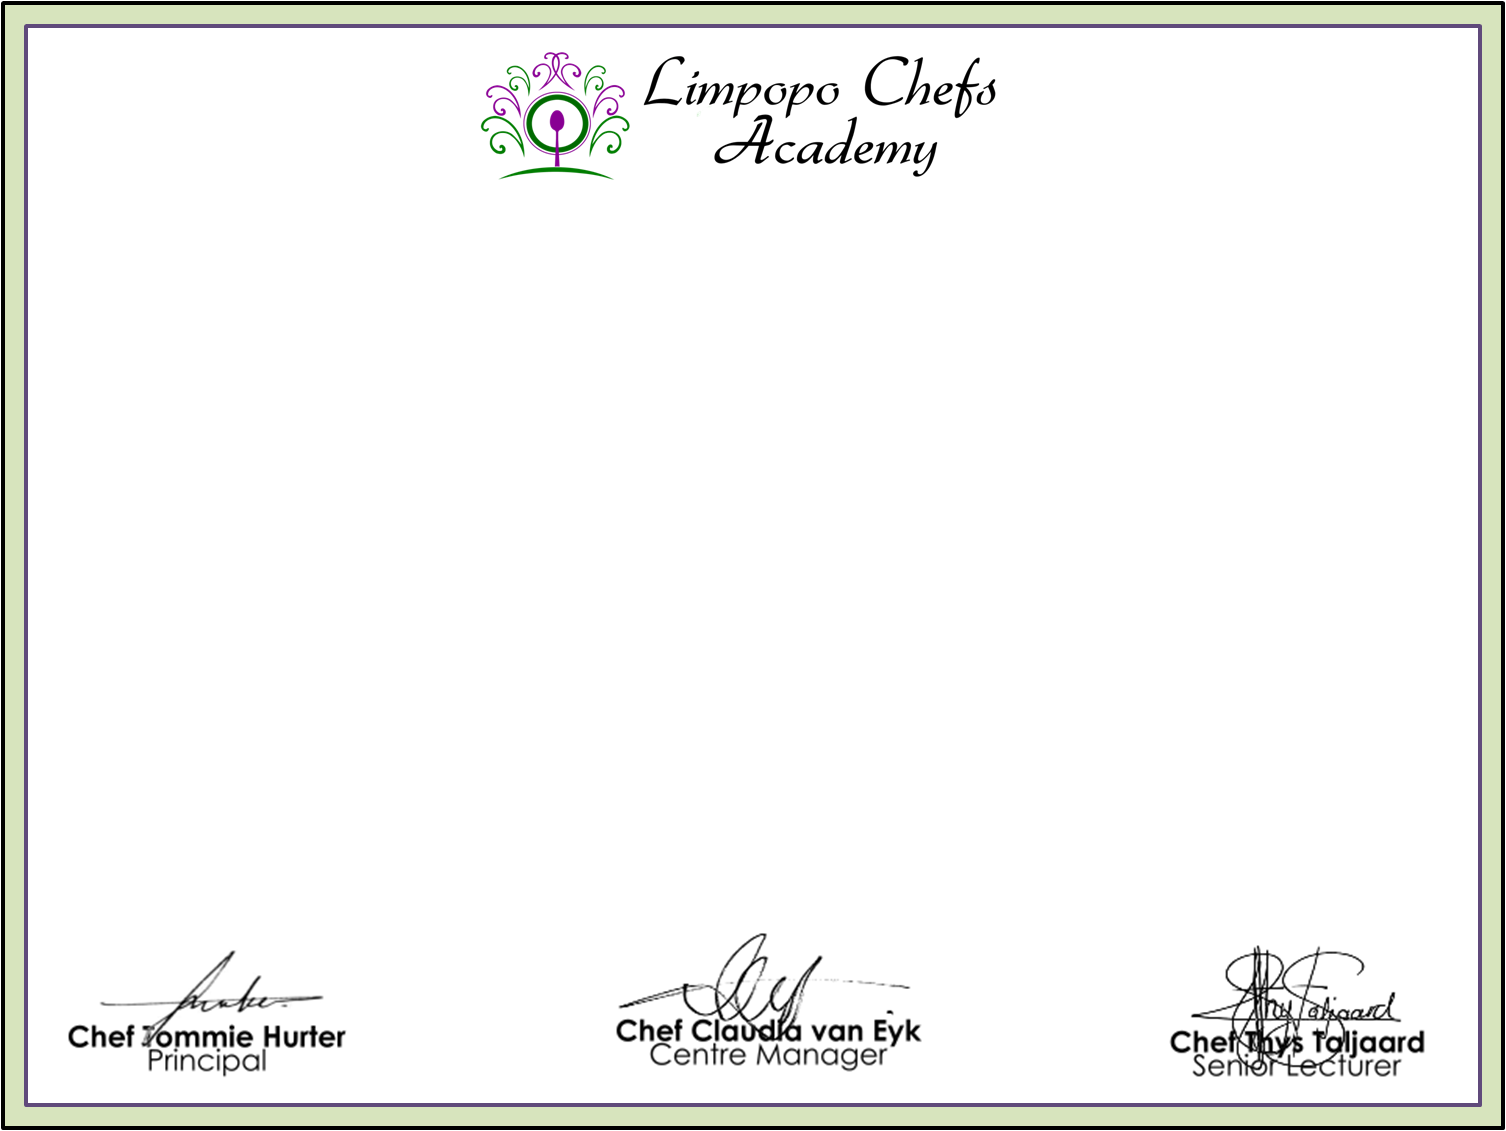 Limpopo Chefs
Academy
Chef Tommie Hurter
Principal
Chef Claudia van Eyk
Centre Manager
Chef Thys Taljaard
Senior Lecturer